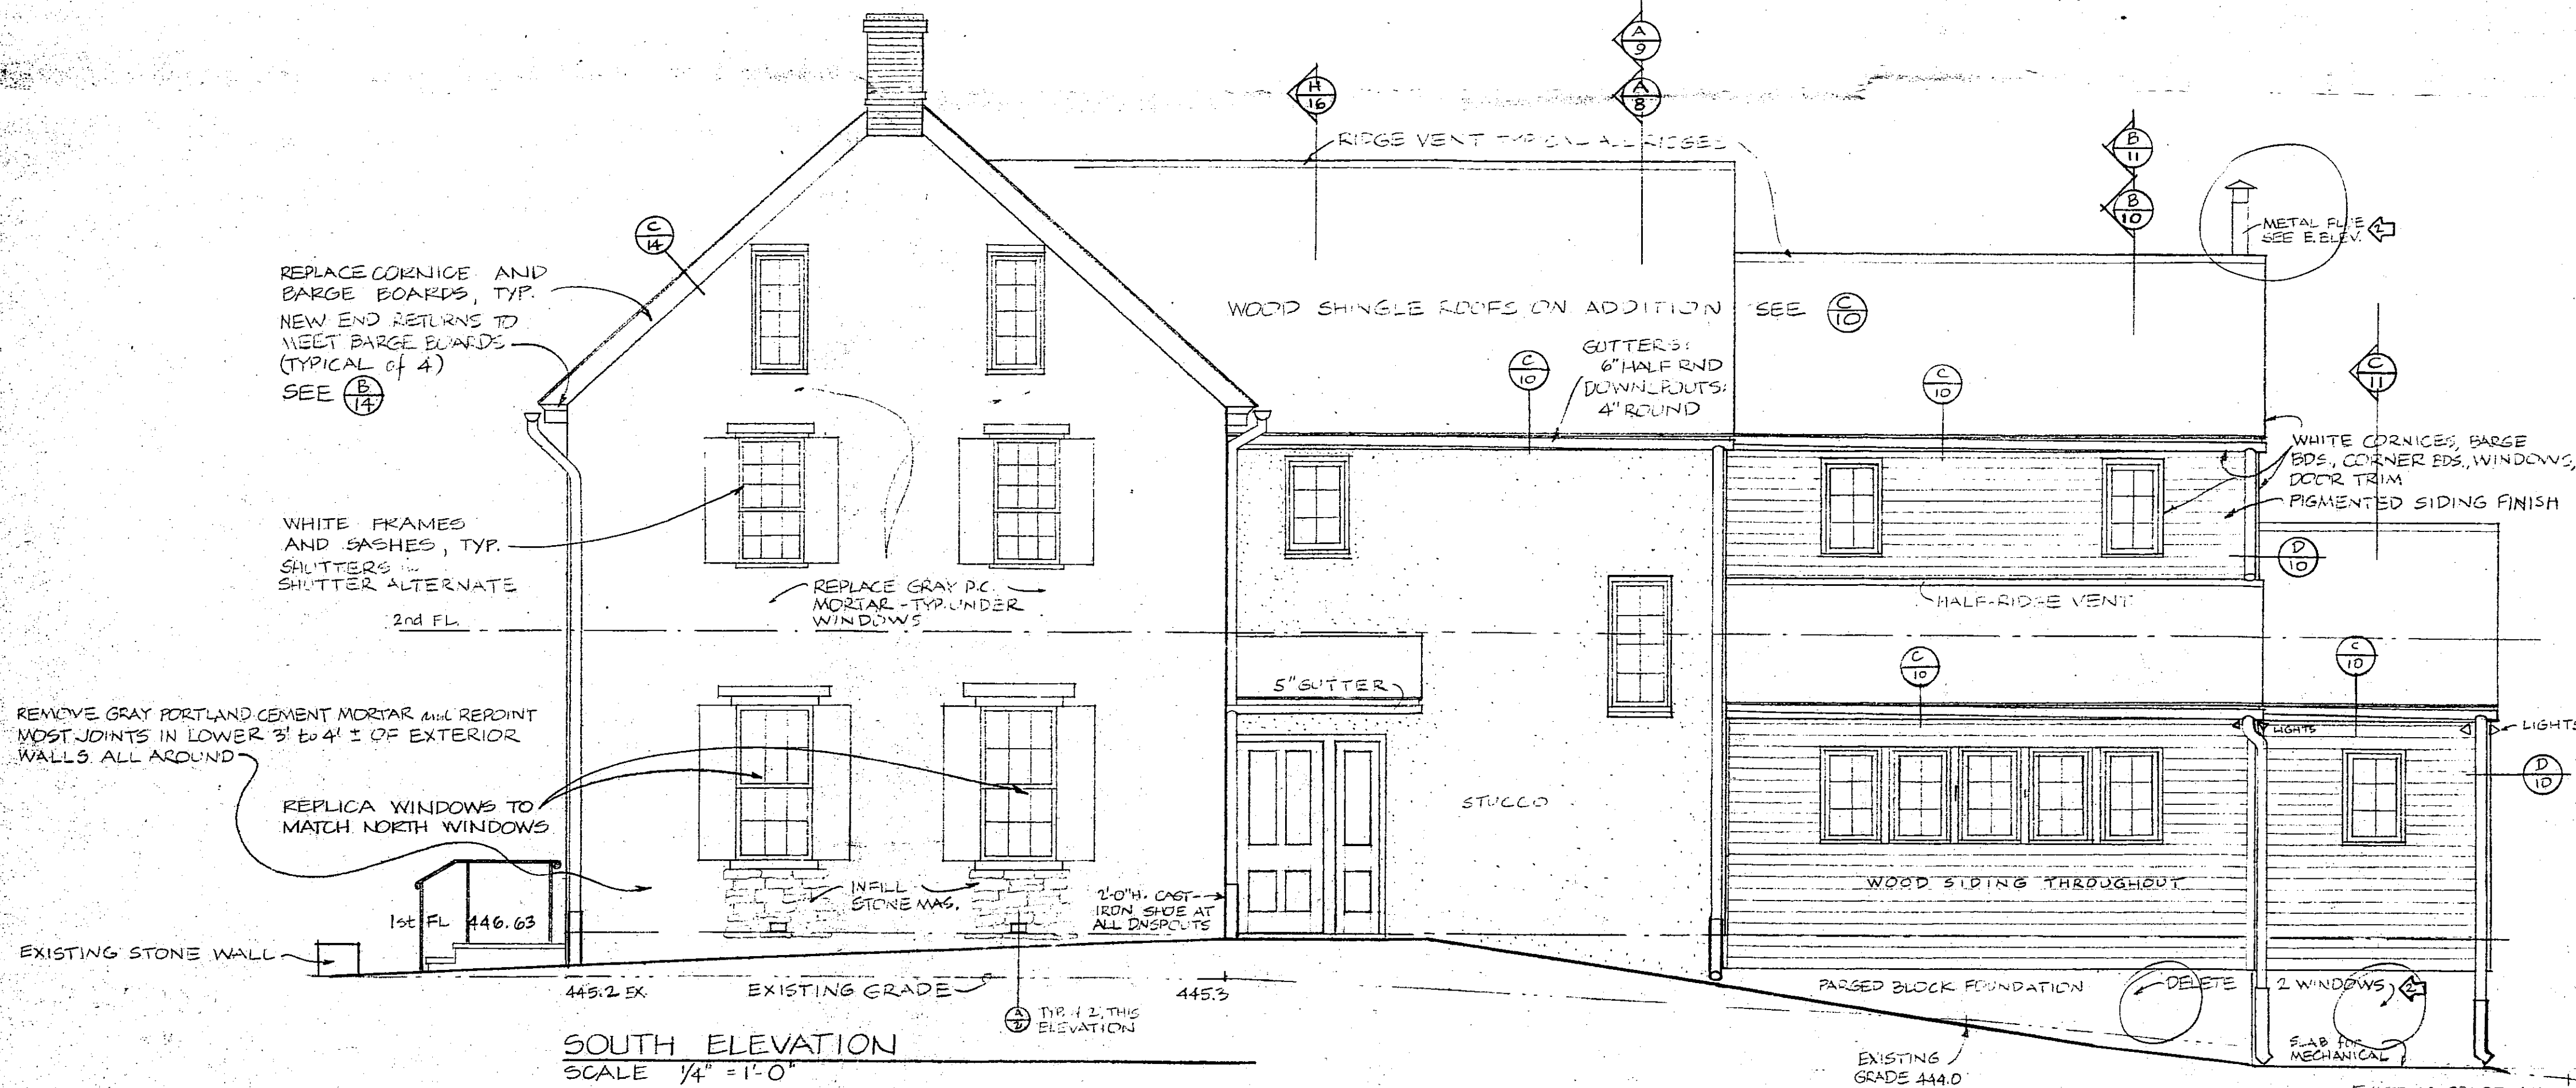 A
9
A
8
H
16
RIDGE VENT TYPICAL ALL RIDGES
B
11
B
10
METAL FLUE
SEE E. ELEV. 2
C
14
REPLACE CORNICE AND
BARGE BOARDS, TYP.
NEW END RETURNS TO
MEET BARGE BOARDS
(TYPICAL of 4)
SEE B
14
WOOD SHINGLE ROOFS ON ADDITION SEE C
10
GUTTERS:
6" HALF RND
DOWNSPOUTS:
4" ROUND
C
10
C
10
C
11
WHITE CORNICES, BARGE
BDS., CORNER BDS., WINDOWS,
DOOR TRIM
PIGMENTED SIDING FINISH
D
10
WHITE FRAMES
AND SASHES, TYP.
SHUTTERS
SHUTTER ALTERNATE
REPLACE GRAY P.C.
MORTAR - TYP. UNDER
WINDOWS
HALF-RIDGE VENT
2nd FL.
C
10
C
10
5" GUTTER
REMOVE GRAY PORTLAND CEMENT MORTAR and REPOINT
MOST JOINTS IN LOWER 3' to 4' ± OF EXTERIOR
WALLS ALL AROUND
LIGHTS
LIGHTS
D
10
REPLICA WINDOWS TO
MATCH NORTH WINDOWS
STUCCO
WOOD SIDING THROUGHOUT
INFILL
STONE MAS.
2'-0" H. CAST
IRON SHOE AT
ALL DNSPOUTS
1st FL 446.63
EXISTING STONE WALL
445.2 EX.
EXISTING GRADE
445.3
PARGED BLOCK FOUNDATION
DELETE 2 WINDOWS 2
A
TYP. of 2, THIS
ELEVATION
SLAB for
MECHANICAL
EXISTING
GRADE 444.0
SOUTH ELEVATION
SCALE 1/4" = 1'-0"